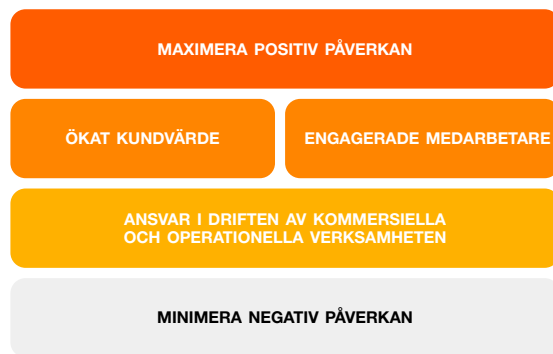 MAXIMERA POSITIV PÅVERKAN
ÖKAT KUNDVÄRDE
ENGAGERADE MEDARBETARE
ANSVAR I DRIFTEN AV KOMMERSIELLA
OCH OPERATIONELLA VERKSAMHETEN
MINIMERA NEGATIV PÅVERKAN